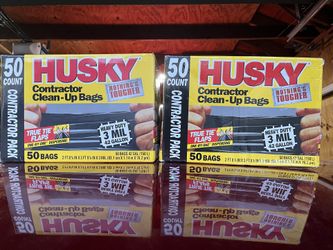 50
COUNT
CONTRACTOR PACK
HUSKY
Contractor
Clean-Up Bags
NOTHING'S
TOUGHER
TRUE TIE
FLAPS
HEAVY DUTY
3 MIL
42 GALLON
50 BAGS
50
COUNT
CONTRACTOR PACK
HUSKY
Contractor
Clean-Up Bags
NOTHING'S
TOUGHER
TRUE TIE
FLAPS
HEAVY DUTY
3 MIL
42 GALLON
50 BAGS